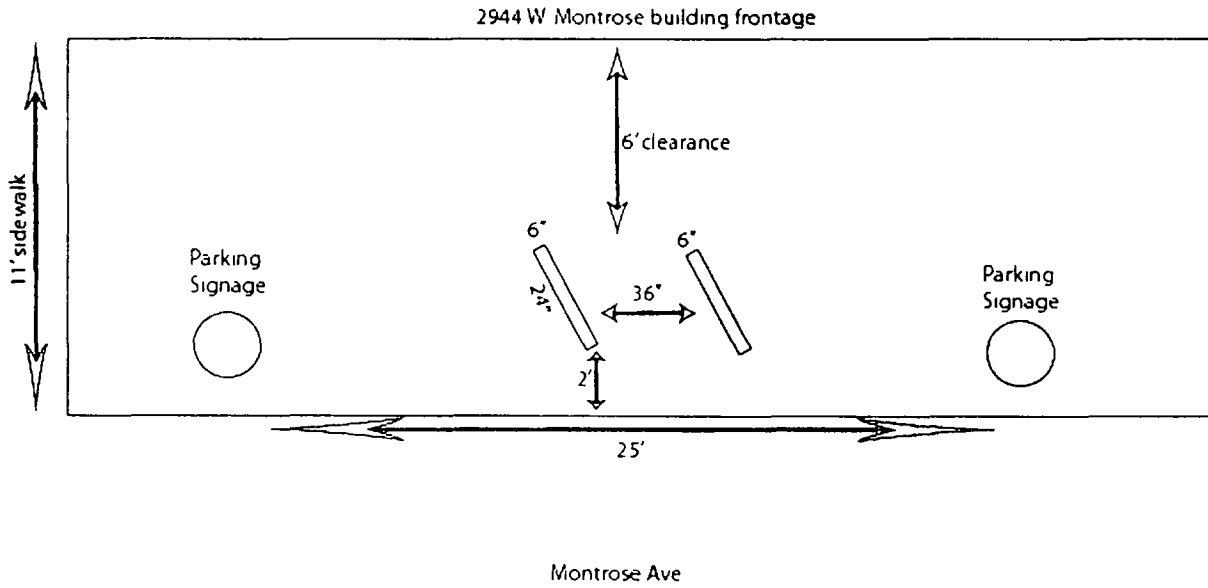 2944 W Montrose building frontage
6' clearance
11' sidewalk
6"
6"
Parking
Signage
24"
36"
Parking
Signage
2'
25'
Montrose Ave